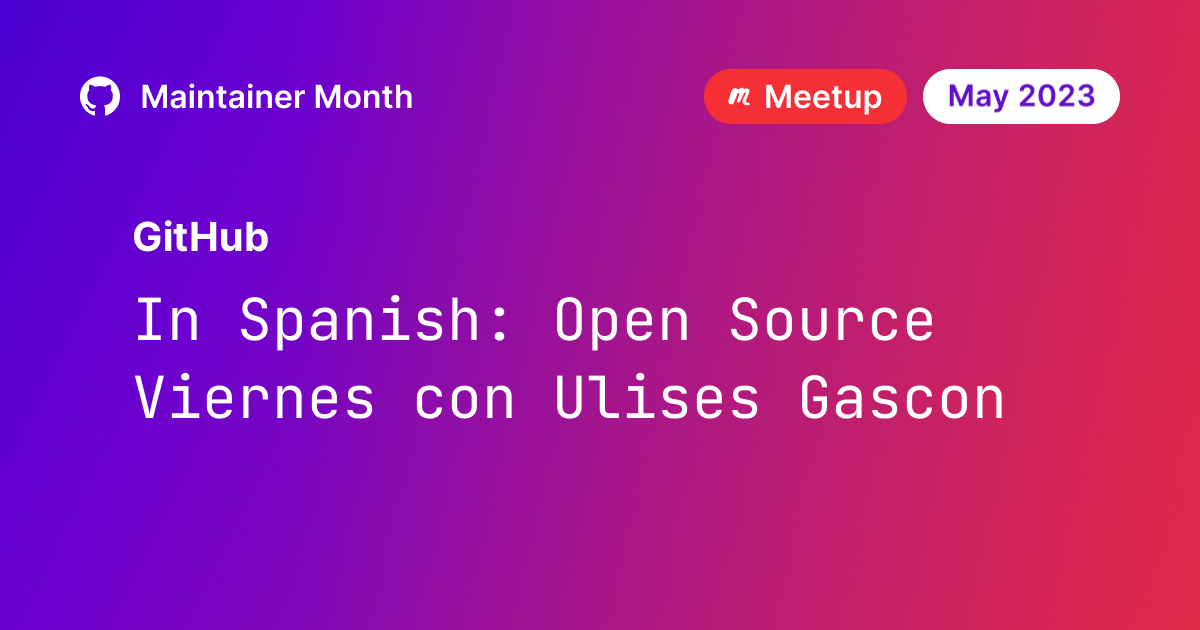 Maintainer Month
Meetup
May 2023
GitHub
In Spanish: Open Source
Viernes con Ulises Gascon